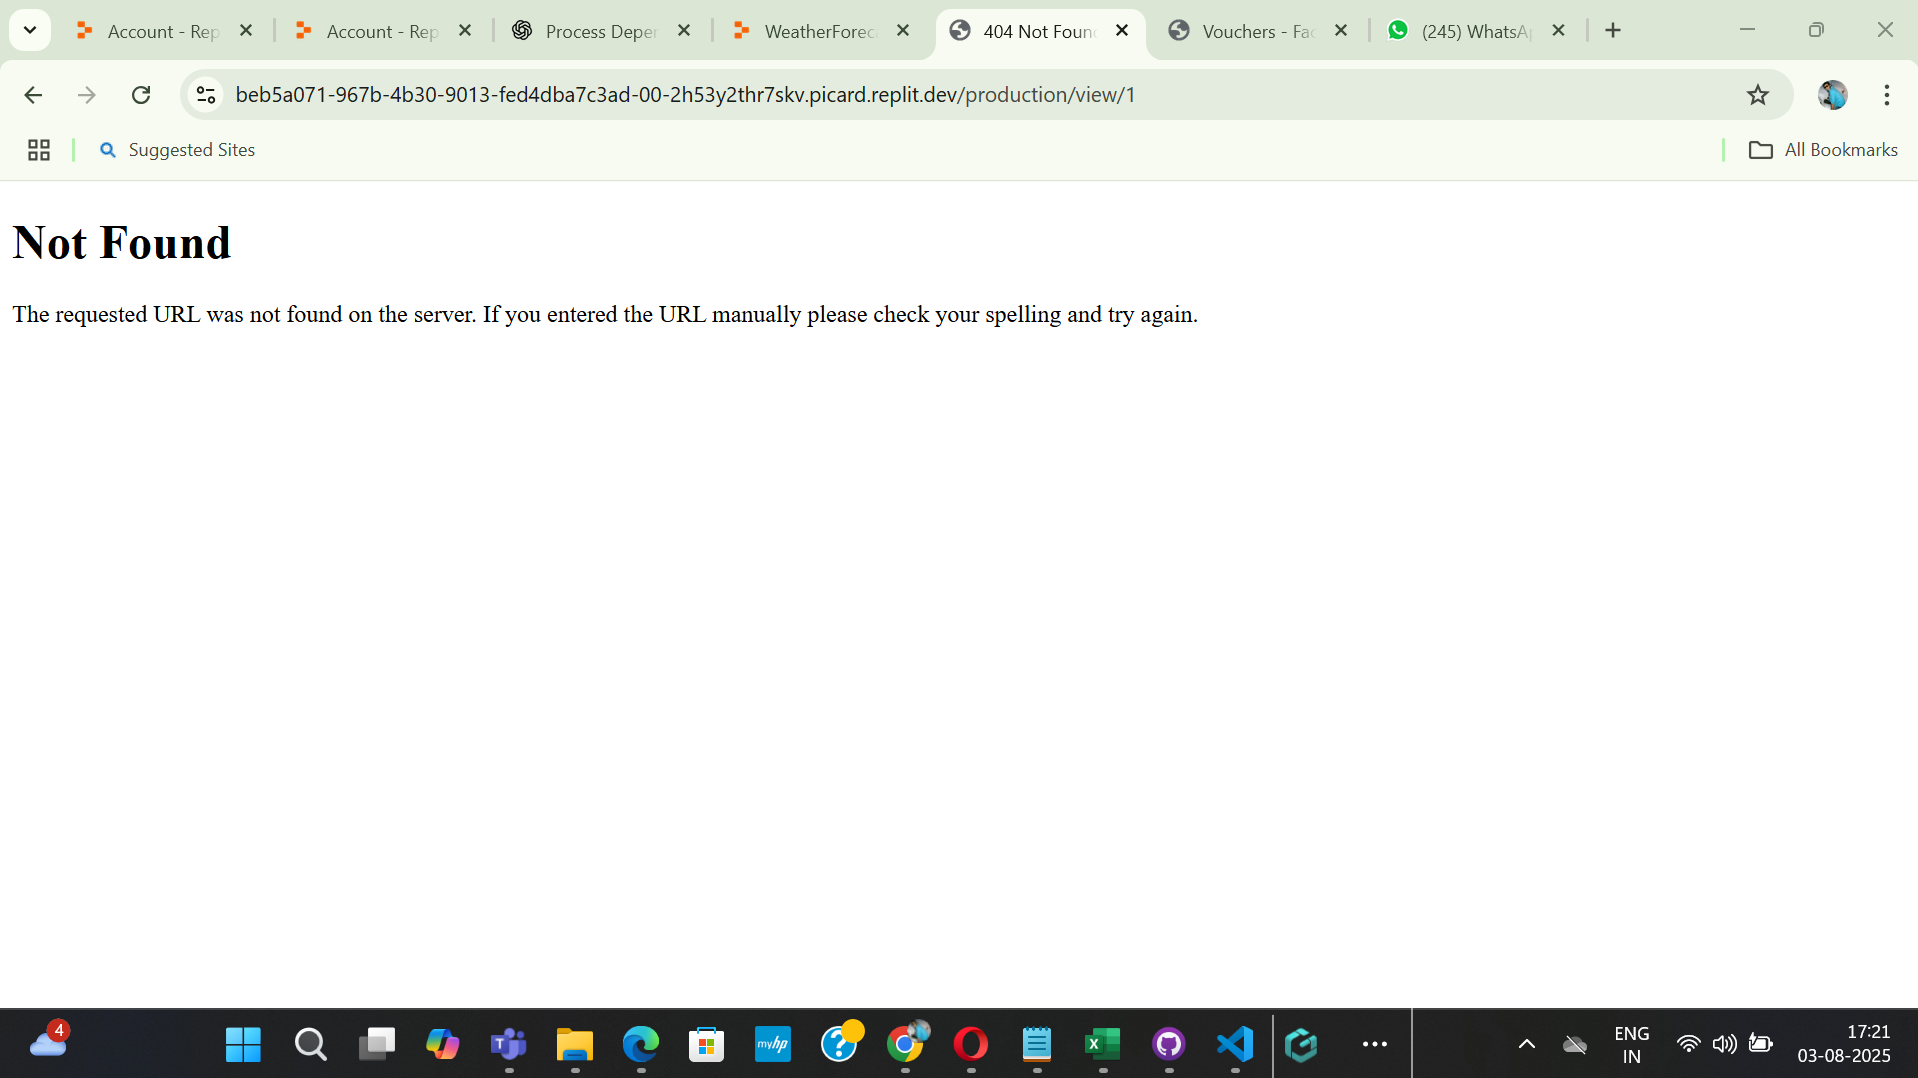 Account - Rep
Account - Rep
Process Deper
WeatherForec
404 Not Foun
Vouchers - Fac
(245) WhatsAp
beb5a071-967b-4b30-9013-fed4dba7c3ad-00-2h53y2thr7skv.picard.replit.dev/production/view/1
Suggested Sites
All Bookmarks
Not Found
The requested URL was not found on the server. If you entered the URL manually please check your spelling and try again.
4
myhp
ENG
IN
17:21
03-08-2025